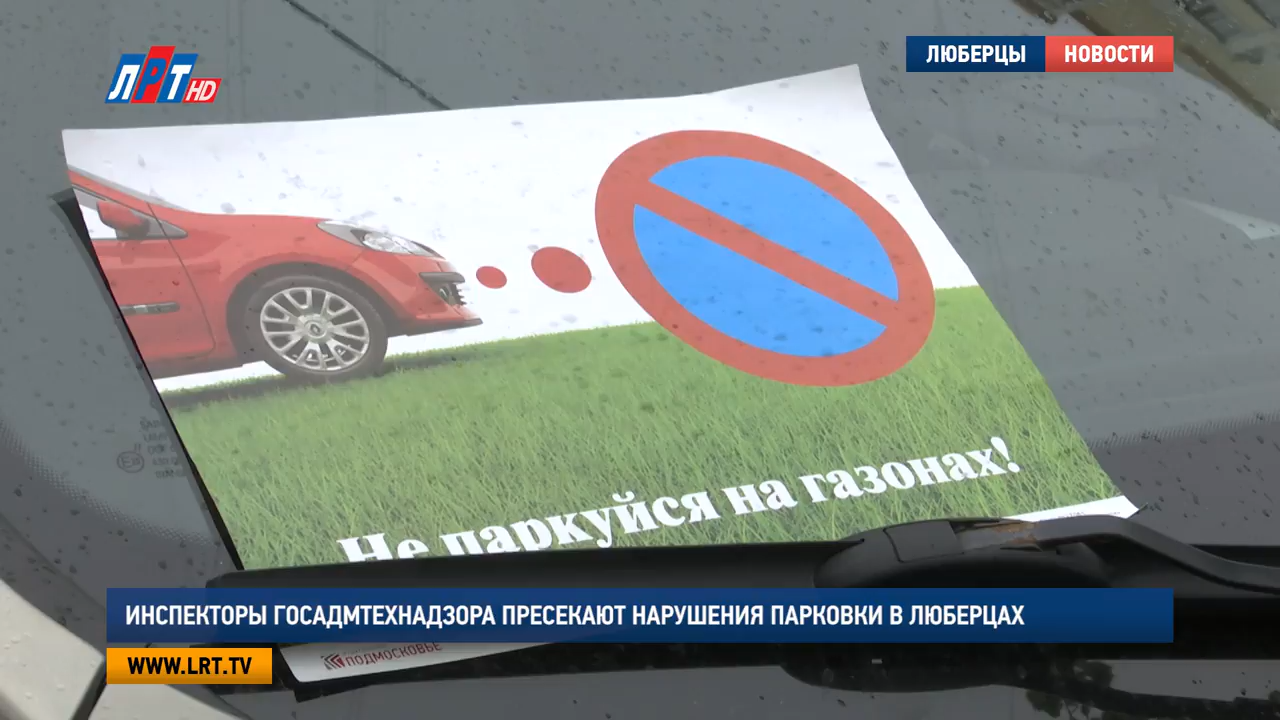 ЛРТ HD
ЛЮБЕРЦЫ НОВОСТИ
Не паркуйся на газонах!
ИНСПЕКТОРЫ ГОСАДМТЕХНАДЗОРА ПРЕСЕКАЮТ НАРУШЕНИЯ ПАРКОВКИ В ЛЮБЕРЦАХ
ПОДМОСКОВЬЕ
WWW.LRT.TV